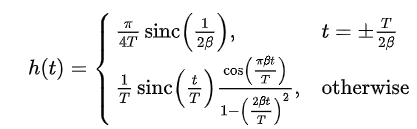 h(t) = { π/4T sinc(1/2β), t = ±T/2β
1/T sinc(t/T) cos(πβt/T)/1−(2βt/T)², otherwise